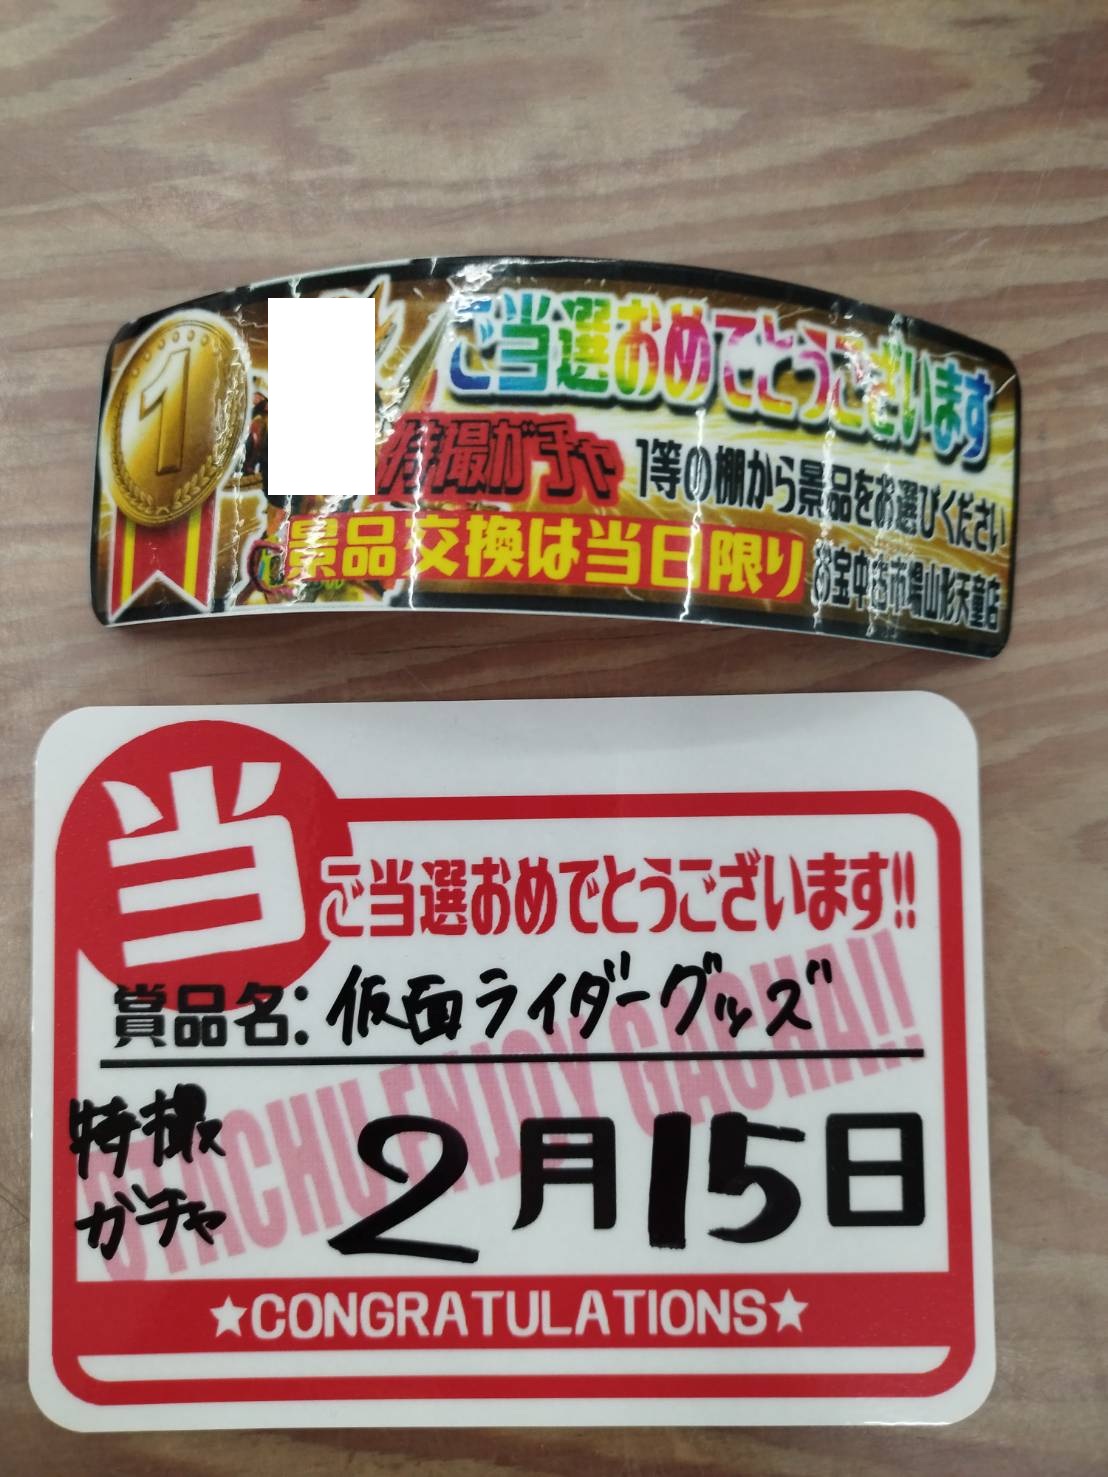 1
ご当選おめでとうございます
特撮ガチャ
1等の棚から景品をお選びください
景品交換は当日限り
お宝中古市場山形天童店
当
ご当選おめでとうございます!!
賞品名:仮面ライダーグッズ
OTACHU ENJOY GACHA!!
特撮
ガチャ
2月15日
★CONGRATULATIONS★